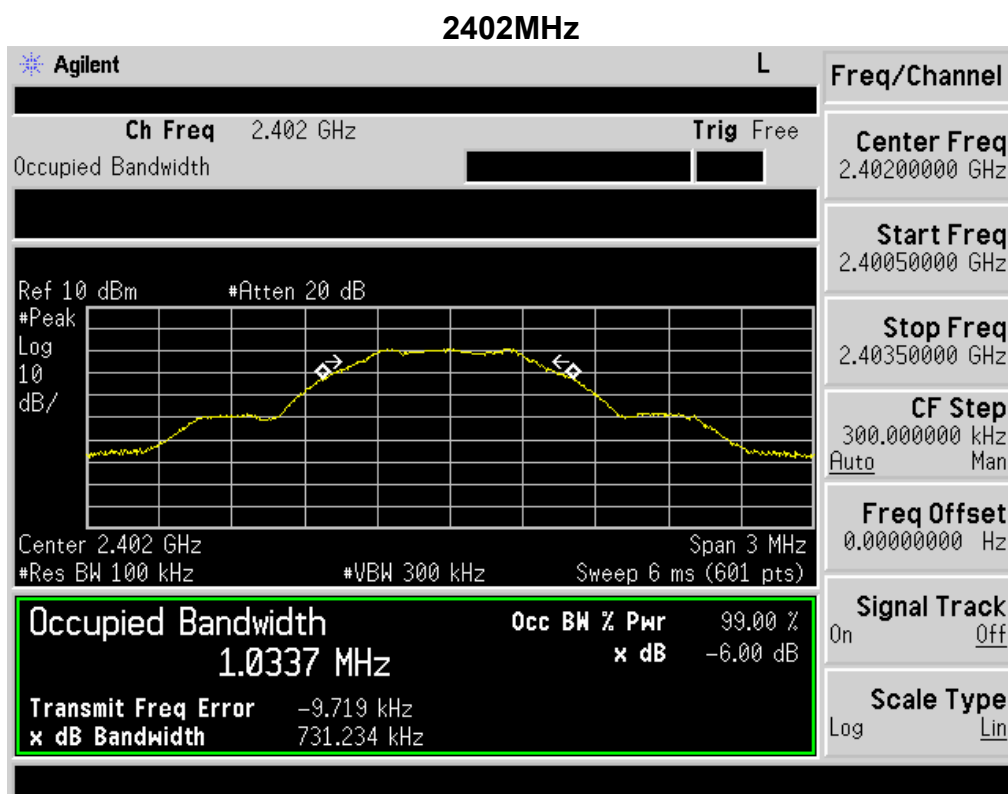 2402MHz
Agilent L
Freq/Channel
Ch Freq 2.402 GHz Trig Free
Occupied Bandwidth
Center Freq
2.40200000 GHz
Start Freq
2.40050000 GHz
Stop Freq
2.40350000 GHz
CF Step
300.000000 kHz
Auto Man
Freq Offset
0.00000000 Hz
Signal Track
On Off
Scale Type
Log Lin
Ref 10 dBm #Atten 20 dB
#Peak
Log
10
dB/
Center 2.402 GHz Span 3 MHz
#Res BW 100 kHz #VBW 300 kHz Sweep 6 ms (601 pts)
Occupied Bandwidth Occ BW % Pwr 99.00 %
1.0337 MHz x dB -6.00 dB
Transmit Freq Error -9.719 kHz
x dB Bandwidth 731.234 kHz